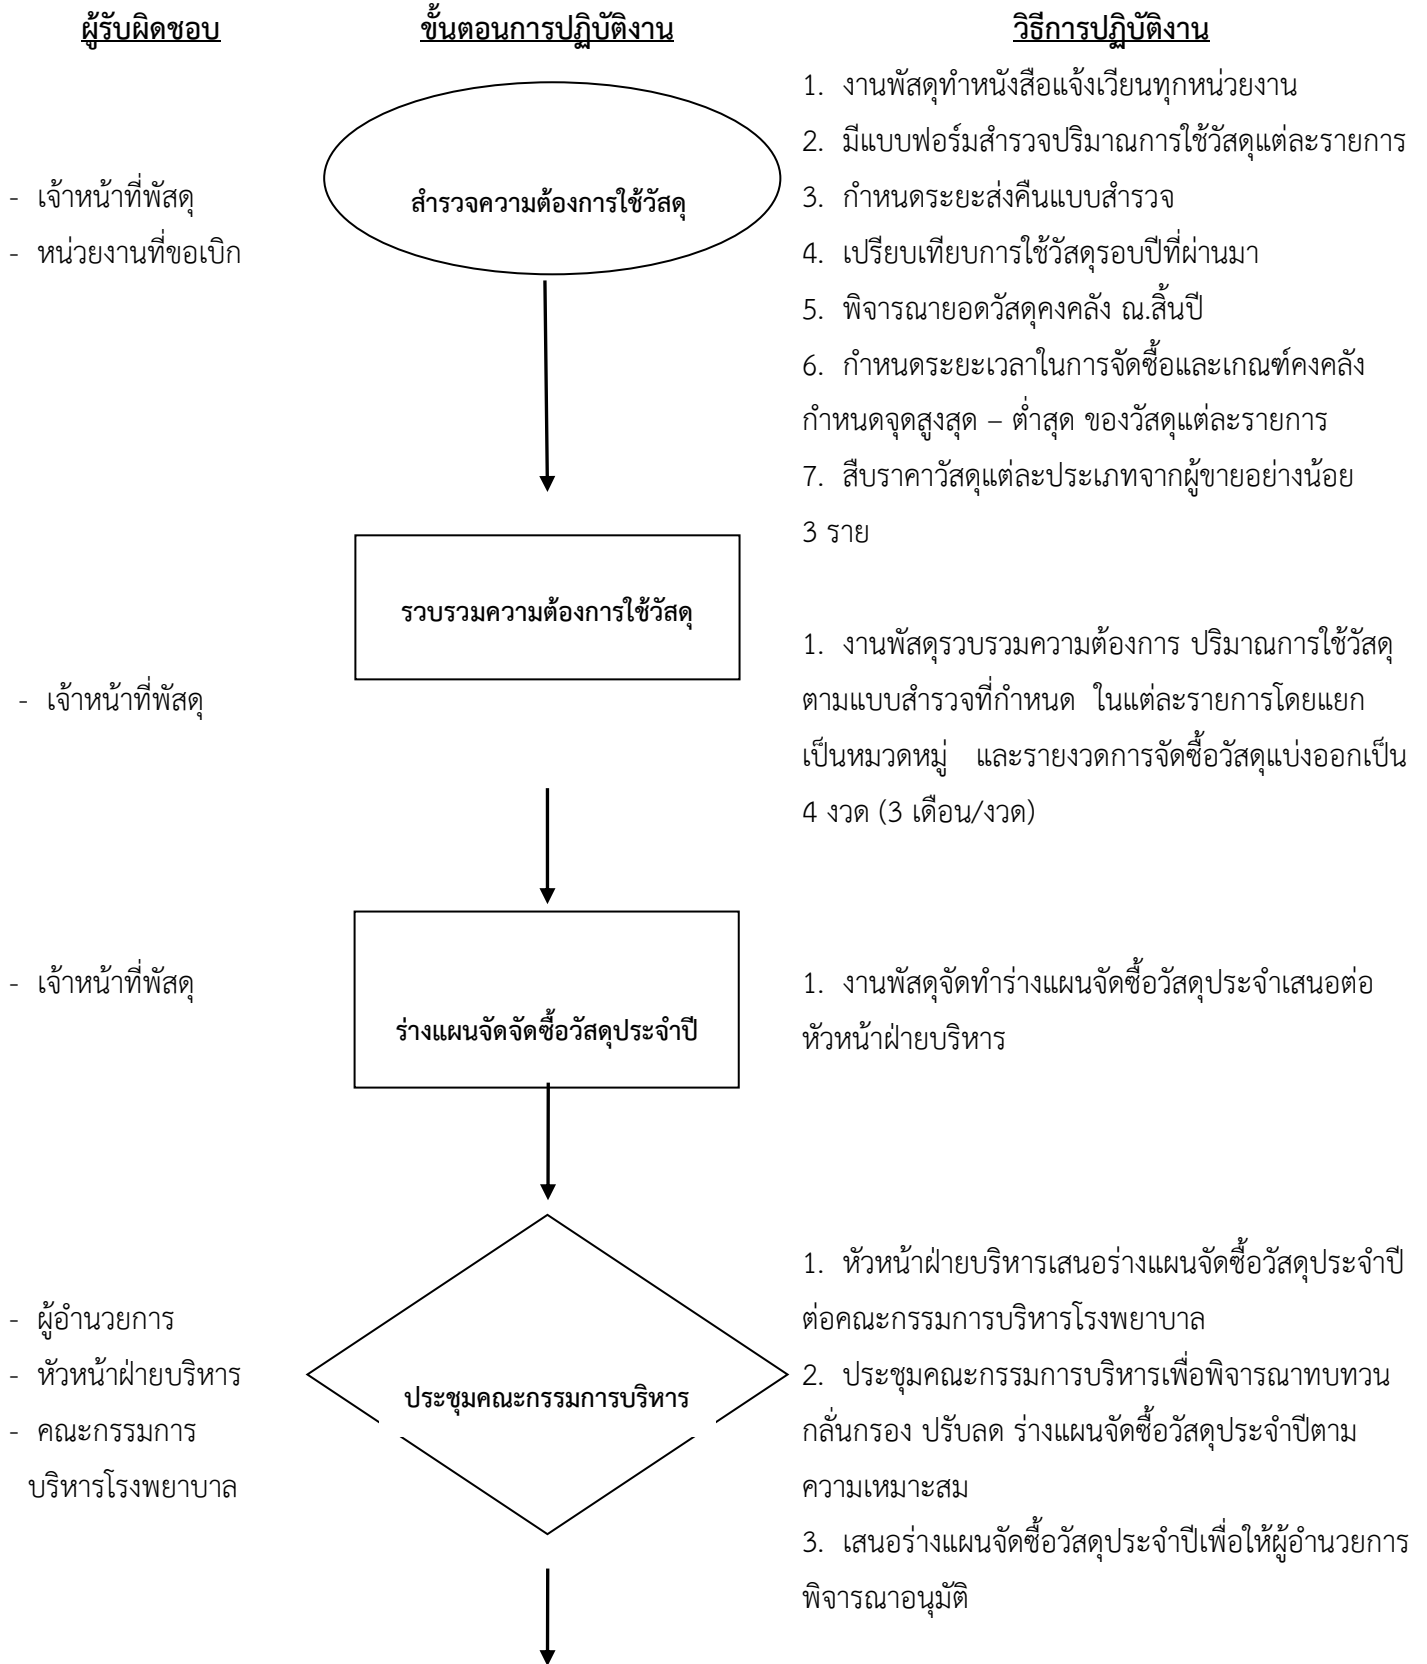 ผู้รับผิดชอบ
ขั้นตอนการปฏิบัติงาน
วิธีการปฏิบัติงาน
- เจ้าหน้าที่พัสดุ
- หน่วยงานที่ขอเบิก
สำรวจความต้องการใช้วัสดุ
1. งานพัสดุทำหนังสือแจ้งเวียนทุกหน่วยงาน
2. มีแบบฟอร์มสำรวจปริมาณการใช้วัสดุแต่ละรายการ
3. กำหนดระยะส่งคืนแบบสำรวจ
4. เปรียบเทียบการใช้วัสดุรอบปีที่ผ่านมา
5. พิจารณายอดวัสดุคงคลัง ณ.สิ้นปี
6. กำหนดระยะเวลาในการจัดซื้อและเกณฑ์คงคลัง
กำหนดจุดสูงสุด – ต่ำสุด ของวัสดุแต่ละรายการ
7. สืบราคาวัสดุแต่ละประเภทจากผู้ขายอย่างน้อย
3 ราย
- เจ้าหน้าที่พัสดุ
รวบรวมความต้องการใช้วัสดุ
1. งานพัสดุรวบรวมความต้องการ ปริมาณการใช้วัสดุ
ตามแบบสำรวจที่กำหนด ในแต่ละรายการโดยแยก
เป็นหมวดหมู่ และรายงวดการจัดซื้อวัสดุแบ่งออกเป็น
4 งวด (3 เดือน/งวด)
- เจ้าหน้าที่พัสดุ
ร่างแผนจัดจัดซื้อวัสดุประจำปี
1. งานพัสดุจัดทำร่างแผนจัดซื้อวัสดุประจำเสนอต่อ
หัวหน้าฝ่ายบริหาร
- ผู้อำนวยการ
- หัวหน้าฝ่ายบริหาร
- คณะกรรมการ
บริหารโรงพยาบาล
ประชุมคณะกรรมการบริหาร
1. หัวหน้าฝ่ายบริหารเสนอร่างแผนจัดซื้อวัสดุประจำปี
ต่อคณะกรรมการบริหารโรงพยาบาล
2. ประชุมคณะกรรมการบริหารเพื่อพิจารณาทบทวน
กลั่นกรอง ปรับลด ร่างแผนจัดซื้อวัสดุประจำปีตาม
ความเหมาะสม
3. เสนอร่างแผนจัดซื้อวัสดุประจำปีเพื่อให้ผู้อำนวยการ
พิจารณาอนุมัติ